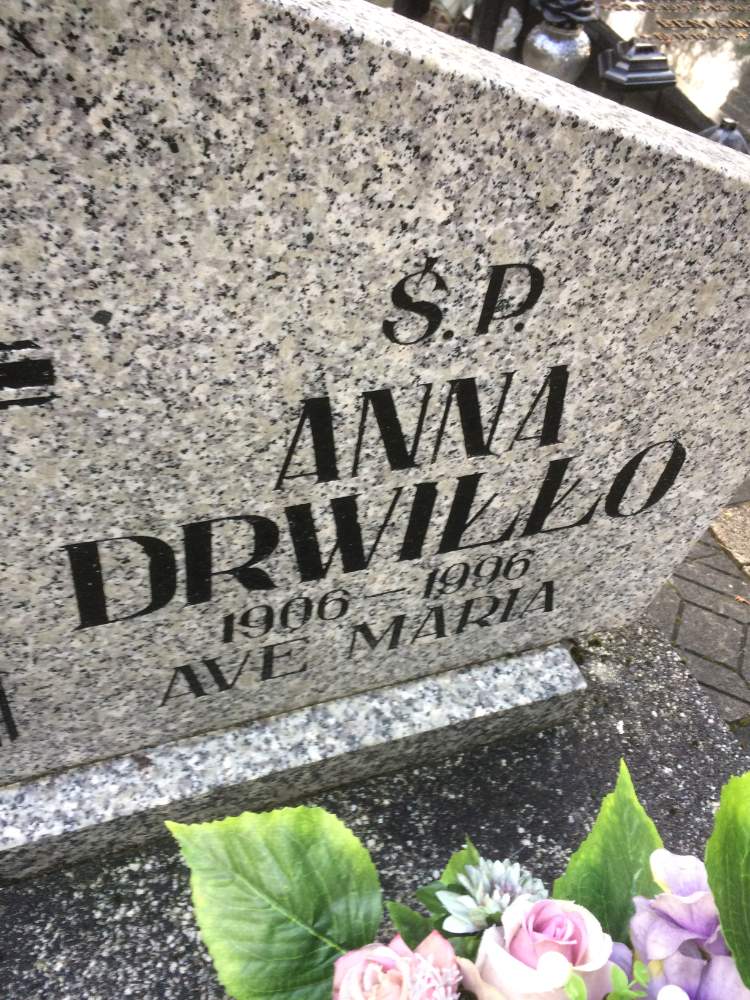 Ś.P.
ANNA
DRWIŁŁO
1906 – 1996
AVE MARIA